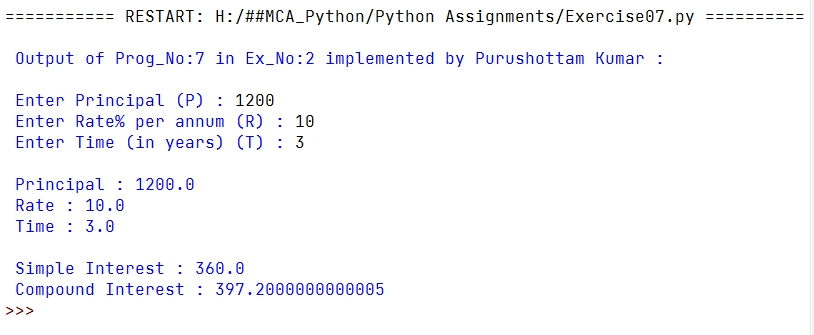 =========== RESTART: H:/##MCA_Python/Python Assignments/Exercise07.py ==========
Output of Prog_No:7 in Ex_No:2 implemented by Purushottam Kumar :
Enter Principal (P) : 1200
Enter Rate% per annum (R) : 10
Enter Time (in years) (T) : 3
Principal : 1200.0
Rate : 10.0
Time : 3.0
Simple Interest : 360.0
Compound Interest : 397.2000000000005
>>>